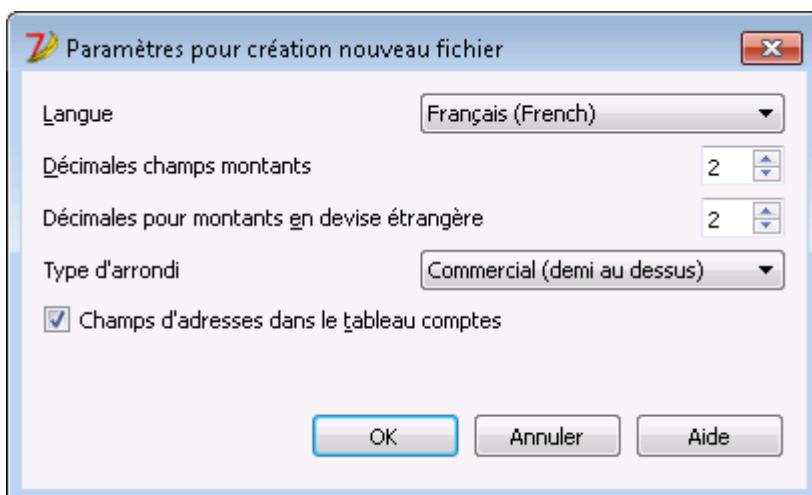 Paramètres pour création nouveau fichier
Langue Français (French)
Décimales champs montants 2
Décimales pour montants en devise étrangère 2
Type d'arrondi Commercial (demi au dessus)
Champs d'adresses dans le tableau comptes
OK Annuler Aide